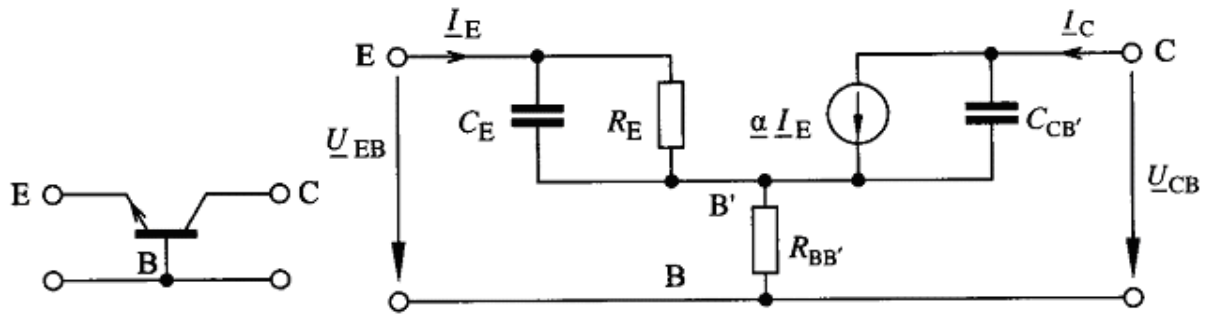 E
C
B
E
I_E
I_C
C
U_EB
C_E
R_E
α I_E
C_CB'
U_CB
B'
R_BB'
B